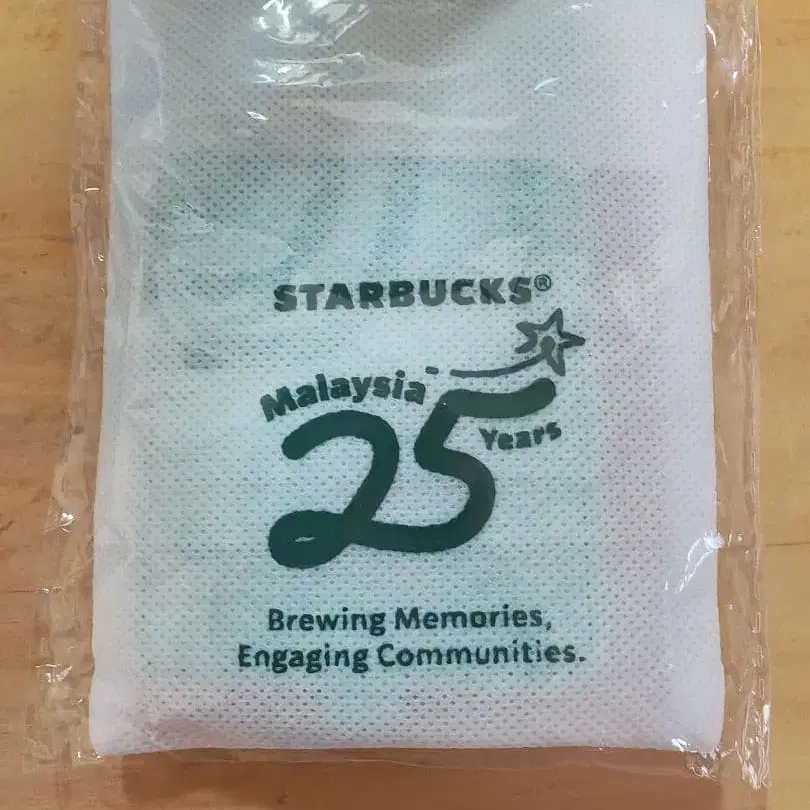 STARBUCKS®
Malaysia
25
Years
Brewing Memories,
Engaging Communities.